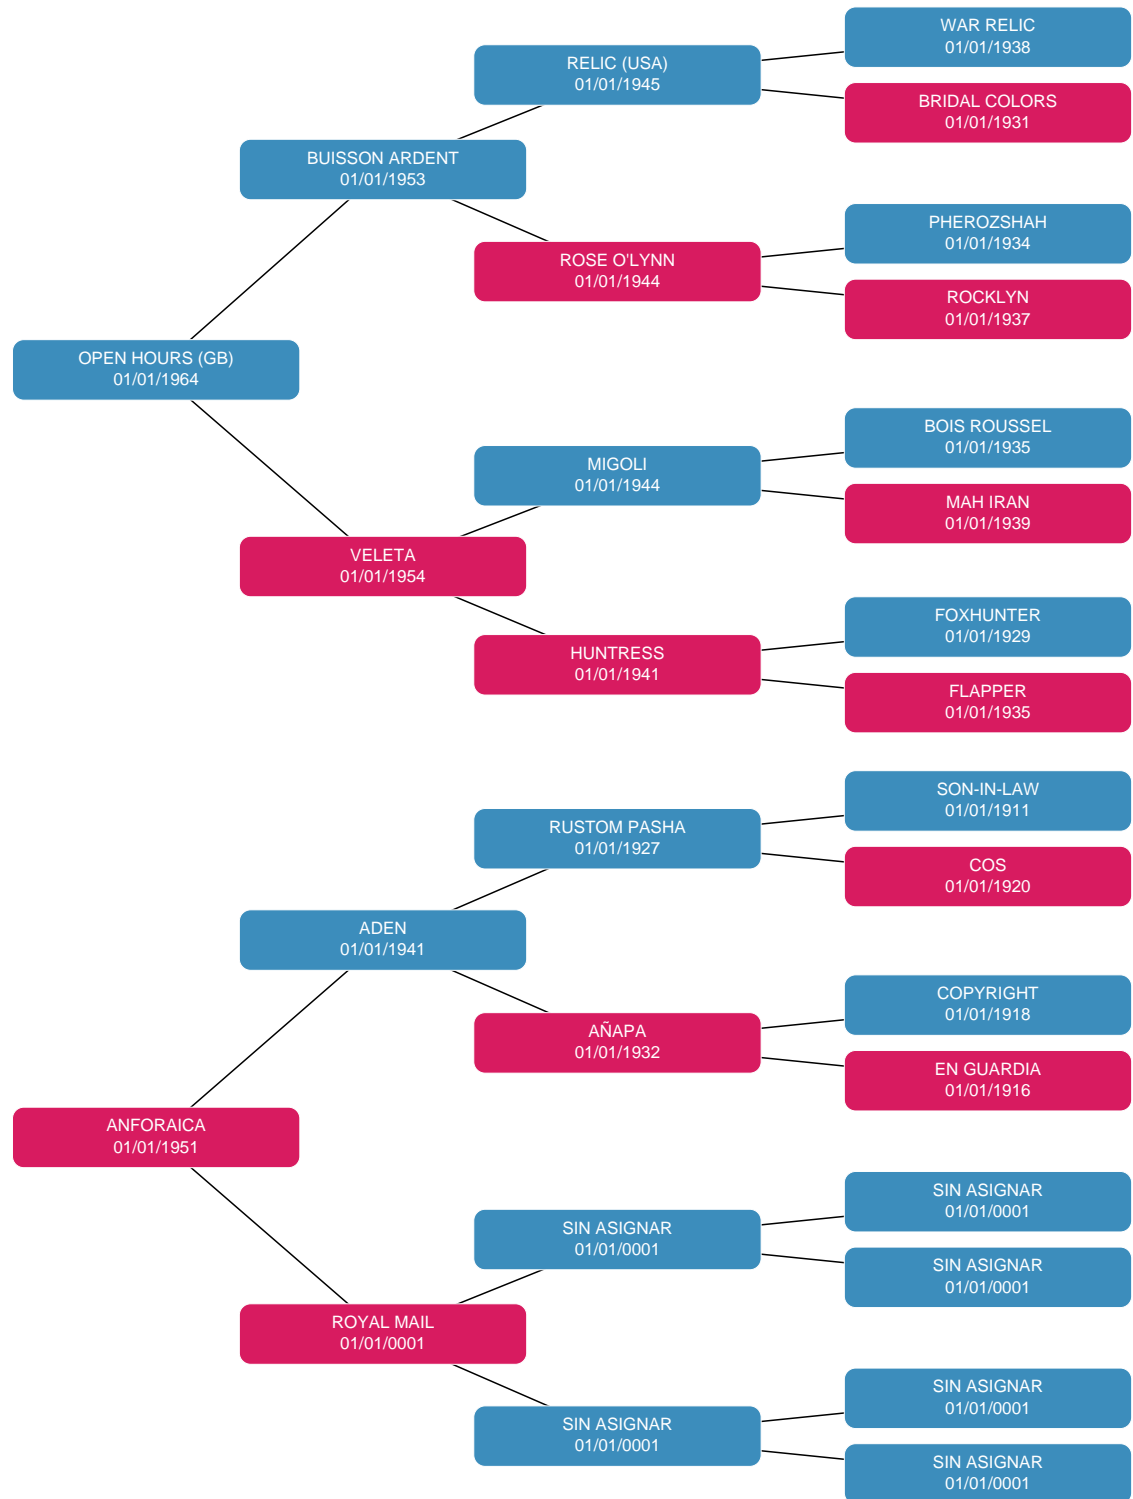 WAR RELIC
01/01/1938
RELIC (USA)
01/01/1945
BRIDAL COLORS
01/01/1931
BUISSON ARDENT
01/01/1953
PHEROZSHAH
01/01/1934
ROSE O'LYNN
01/01/1944
ROCKLYN
01/01/1937
OPEN HOURS (GB)
01/01/1964
BOIS ROUSSEL
01/01/1935
MIGOLI
01/01/1944
MAH IRAN
01/01/1939
VELETA
01/01/1954
FOXHUNTER
01/01/1929
HUNTRESS
01/01/1941
FLAPPER
01/01/1935
SON-IN-LAW
01/01/1911
RUSTOM PASHA
01/01/1927
COS
01/01/1920
ADEN
01/01/1941
COPYRIGHT
01/01/1918
AÑAPA
01/01/1932
EN GUARDIA
01/01/1916
ANFORAICA
01/01/1951
SIN ASIGNAR
01/01/0001
SIN ASIGNAR
01/01/0001
SIN ASIGNAR
01/01/0001
ROYAL MAIL
01/01/0001
SIN ASIGNAR
01/01/0001
SIN ASIGNAR
01/01/0001
SIN ASIGNAR
01/01/0001